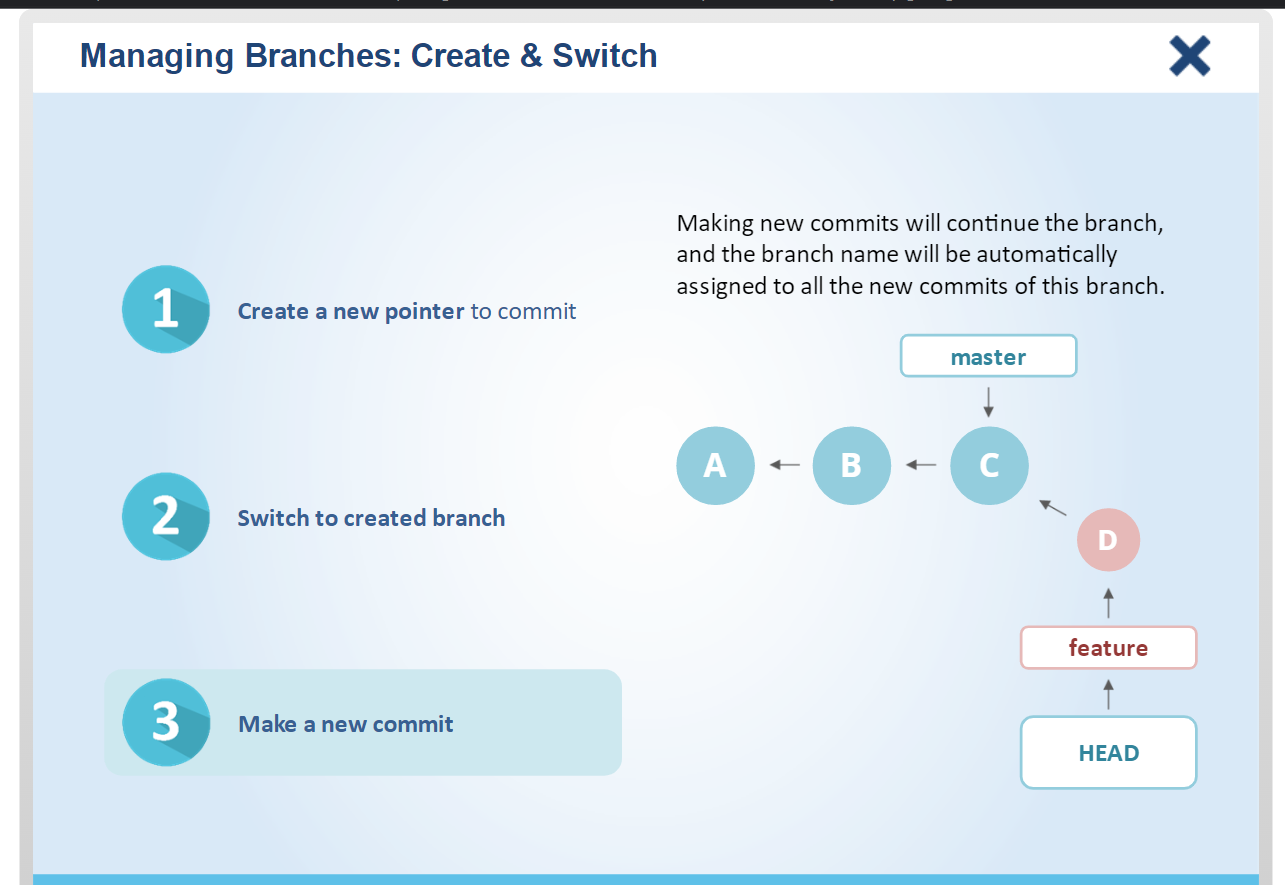 Managing Branches: Create & Switch
Making new commits will continue the branch,
and the branch name will be automatically
assigned to all the new commits of this branch.
1
Create a new pointer to commit
master
A
B
C
2
Switch to created branch
D
feature
3
Make a new commit
HEAD